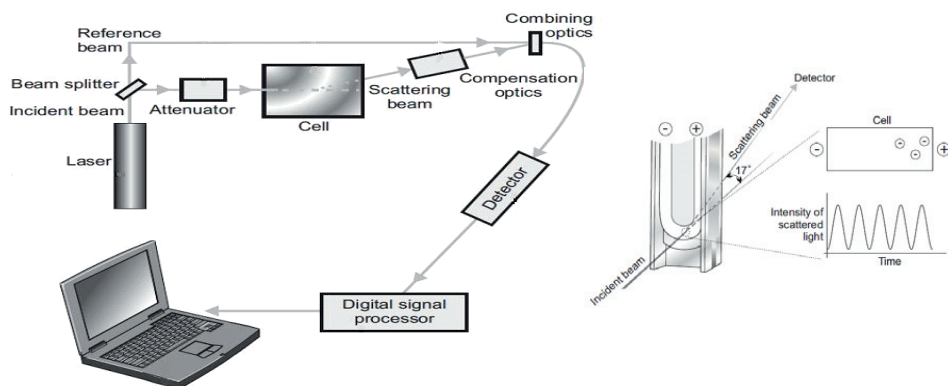 Reference
beam
Beam splitter
Incident beam
Laser
Attenuator
Cell
Scattering
beam
Compensation
optics
Combining
optics
Detector
Digital signal
processor
Detector
Scattering beam
17°
Incident beam
- +
Cell
- +
- - -
Intensity of
scattered
light
Time